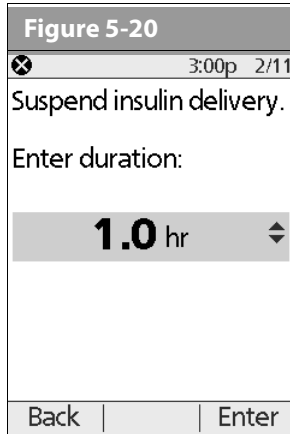 Figure 5-20
3:00p 2/11
Suspend insulin delivery.
Enter duration:
1.0 hr
Back | | Enter